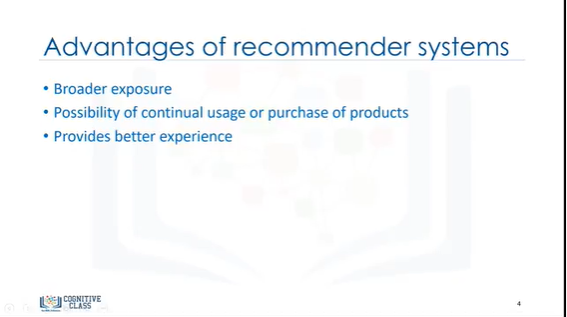 Advantages of recommender systems
• Broader exposure
• Possibility of continual usage or purchase of products
• Provides better experience
COGNITIVE
CLASS
4